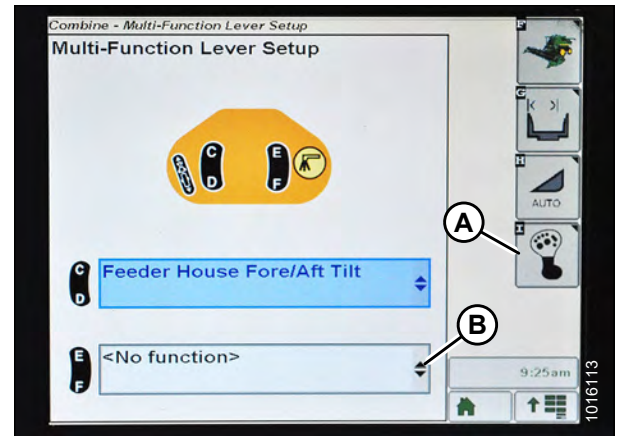 Combine - Multi-Function Lever Setup
Multi-Function Lever Setup
F
G
H
AUTO
I
A
C
D
E
F
C
D
Feeder House Fore/Aft Tilt
B
E
F
<No function>
9:25am
1016113